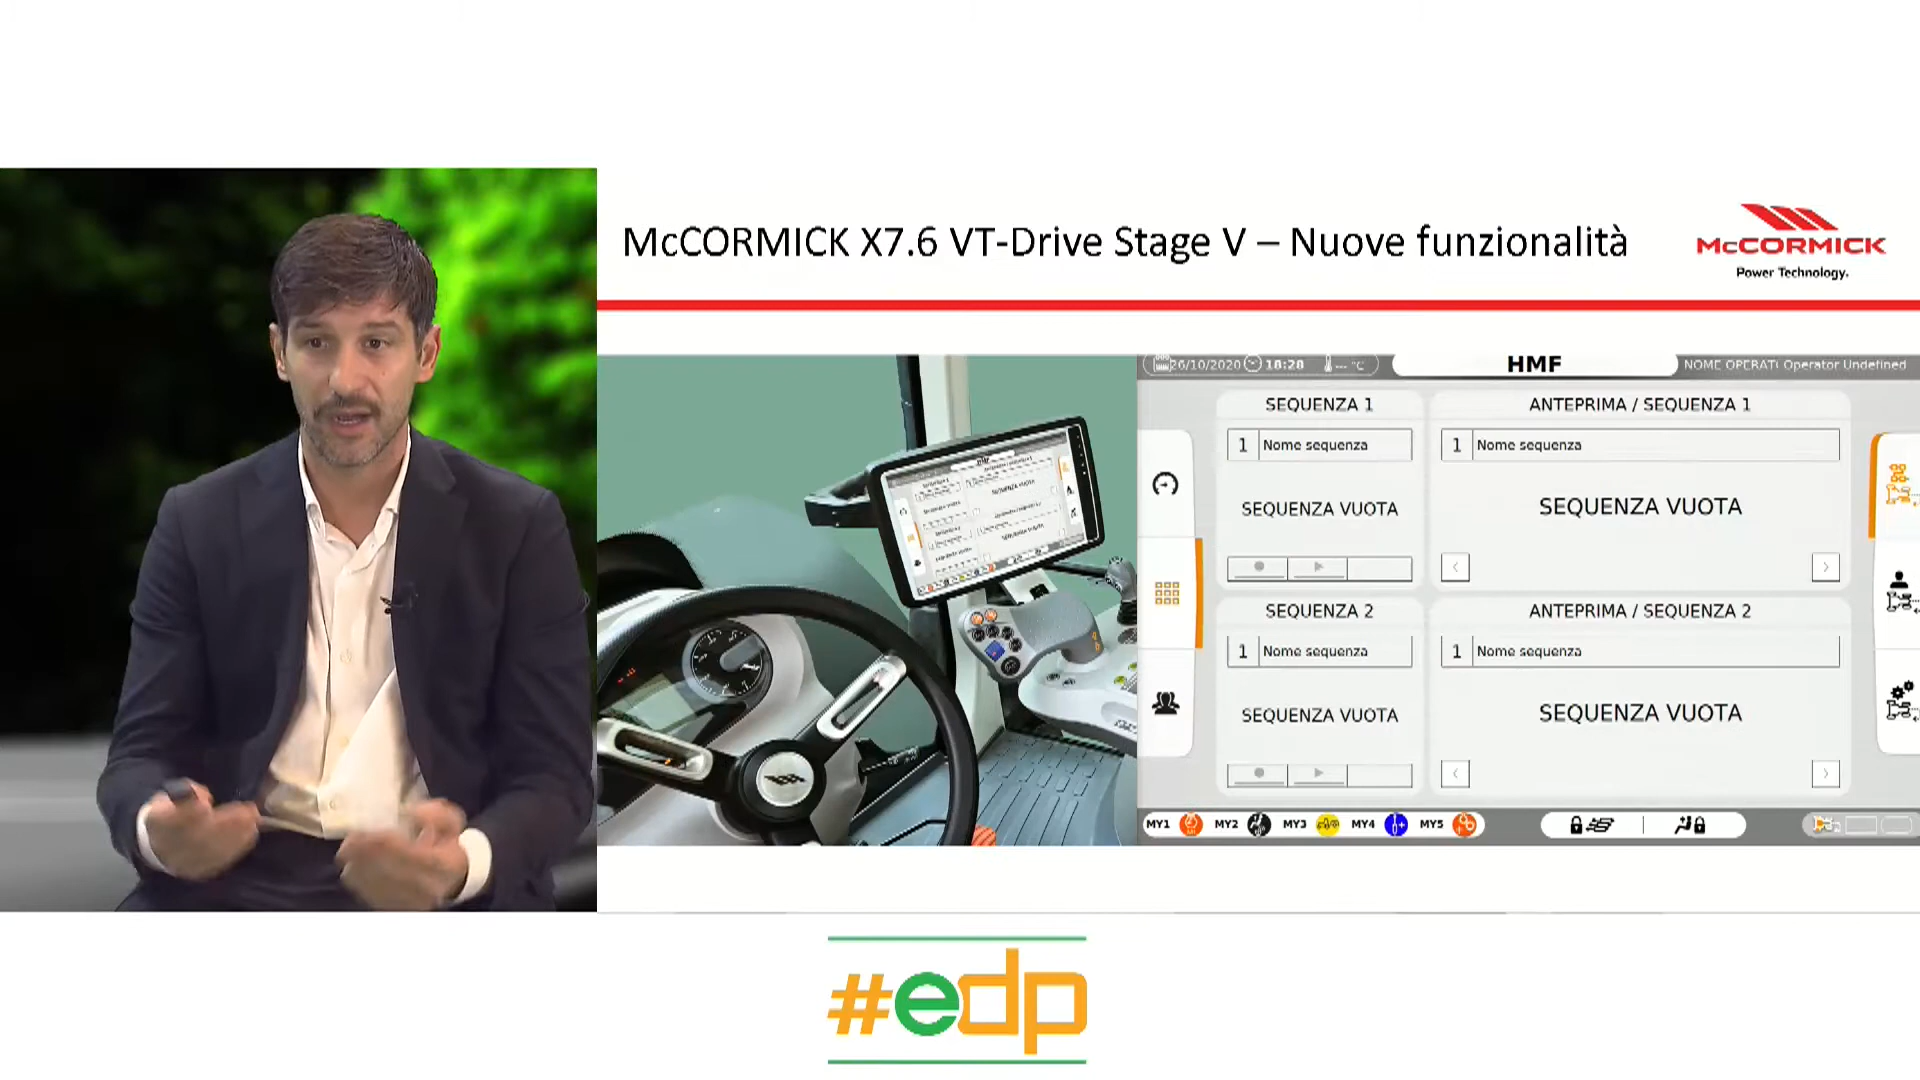 McCORMICK X7.6 VT-Drive Stage V – Nuove funzionalità
McCORMICK
Power Technology.
26/10/2020 18:28 --- °C
HMF
NOME OPERATI Operator Undefined
SEQUENZA 1
ANTEPRIMA / SEQUENZA 1
1 Nome sequenza
1 Nome sequenza
SEQUENZA VUOTA
SEQUENZA VUOTA
SEQUENZA 2
ANTEPRIMA / SEQUENZA 2
1 Nome sequenza
1 Nome sequenza
SEQUENZA VUOTA
SEQUENZA VUOTA
MY1 MY2 MY3 MY4 MY5
#edp